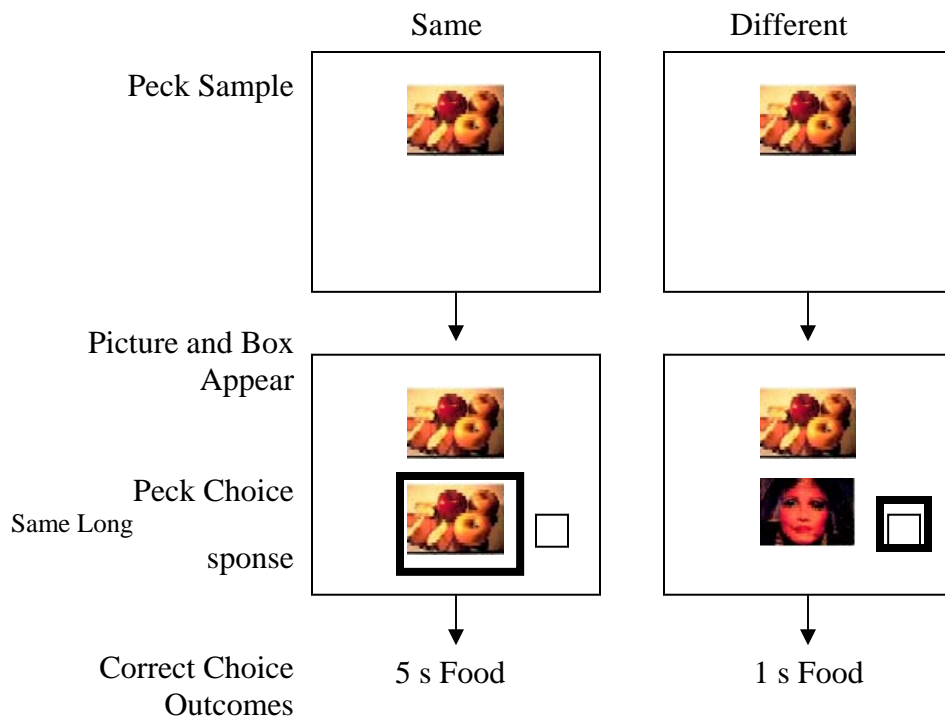 Same Different
Peck Sample
Picture and Box
Appear
Peck Choice
Same Long
sponse
Correct Choice
Outcomes
5 s Food
1 s Food